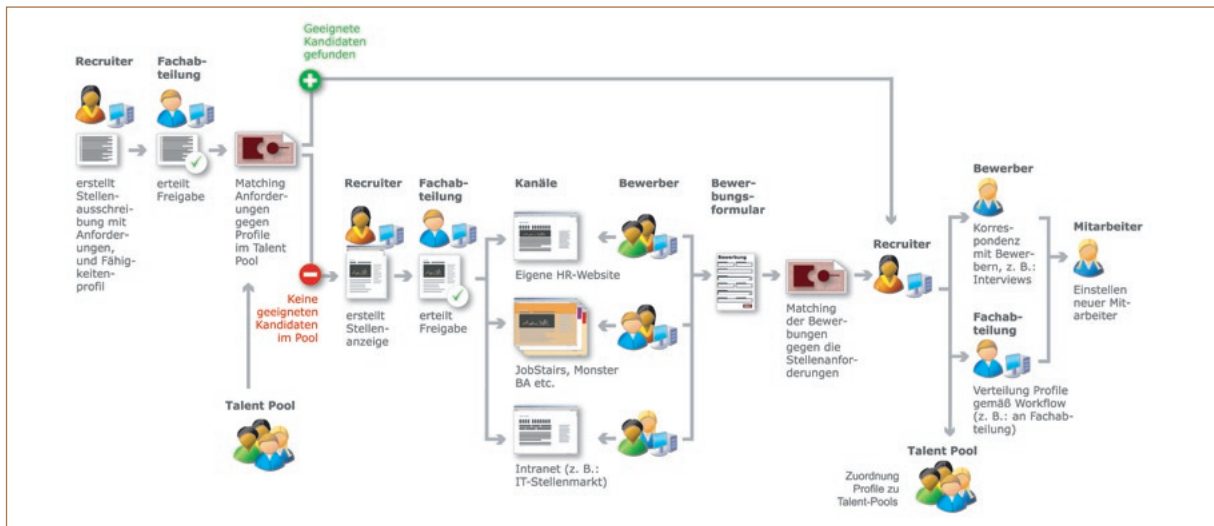 Geeignete
Kandidaten
gefunden
Recruiter
Fachab-
teilung
erstellt
Stellen-
ausschrei-
bung mit
Anforder-
ungen,
und Fähig-
keiten-
profil
erteilt
Freigabe
Matching
Anforder-
ungen
gegen
Profile
im Talent
Pool
Keine
geeigneten
Kandidaten
im Pool
Talent Pool
Recruiter
erstellt
Stellen-
anzeige
Fachab-
teilung
erteilt
Freigabe
Kanäle
Eigene HR-Website
JobStairs, Monster
BA etc.
Intranet (z. B.:
IT-Stellenmarkt)
Bewerber
Bewer-
bungs-
formular
Bewerbung
Matching
der Bewer-
bungen
gegen die
Stellenanfor-
derungen
Recruiter
Bewerber
Korres-
pondenz
mit Bewer-
bern, z. B.:
Interviews
Fachab-
teilung
Verteilung Profile
gemäß Workflow
(z. B.: an Fachab-
teilung)
Mitarbeiter
Einstellen
neuer Mit-
arbeiter
Talent Pool
Zuordnung
Profile zu
Talent-Pools